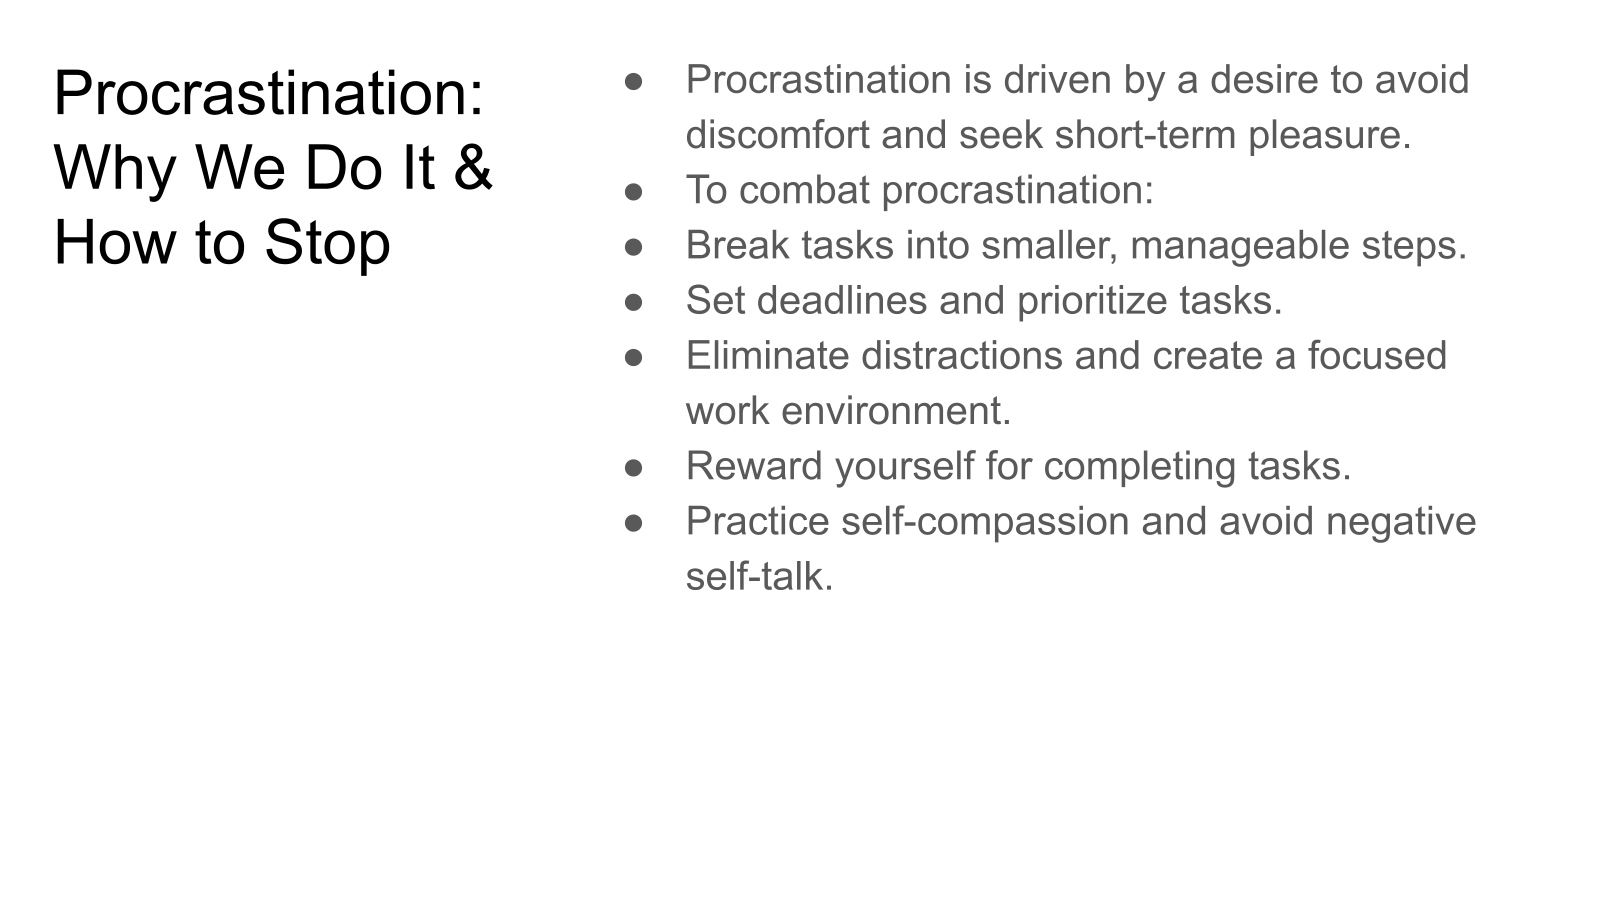 Procrastination:
Why We Do It &
How to Stop
● Procrastination is driven by a desire to avoid
discomfort and seek short-term pleasure.
● To combat procrastination:
● Break tasks into smaller, manageable steps.
● Set deadlines and prioritize tasks.
● Eliminate distractions and create a focused
work environment.
● Reward yourself for completing tasks.
● Practice self-compassion and avoid negative
self-talk.